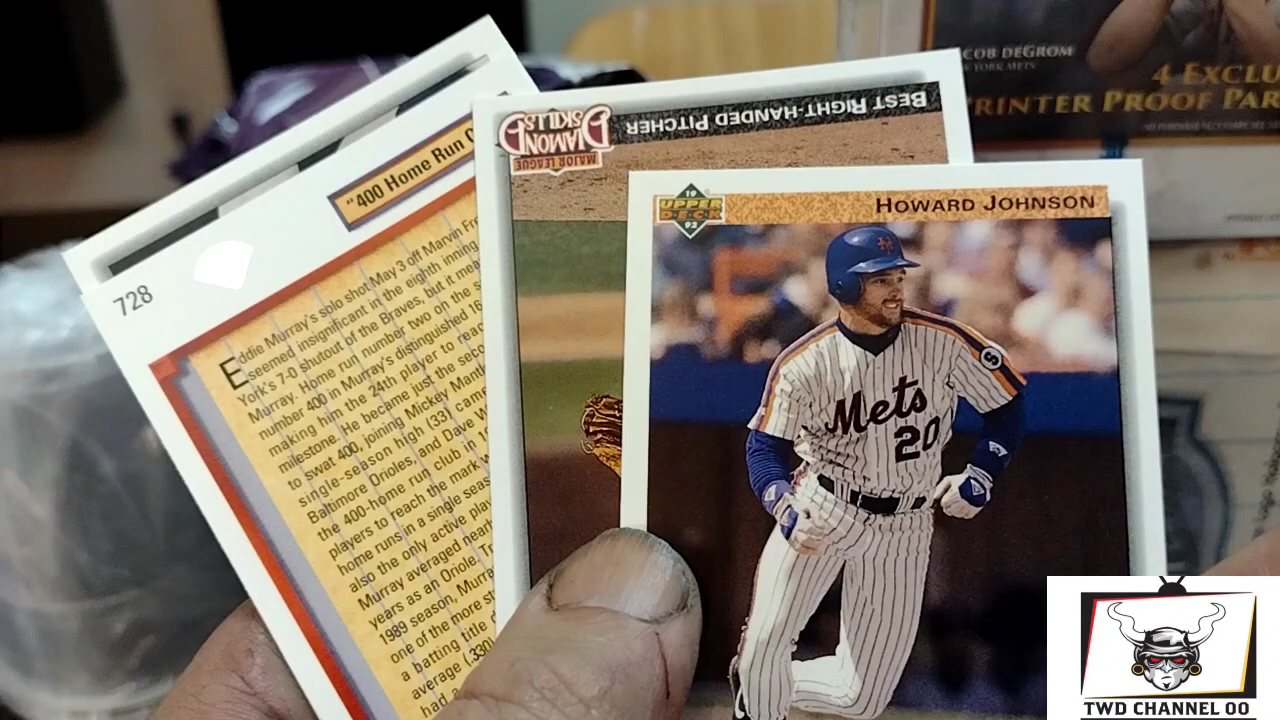 COB DEGROM
YORK METS
4 EXCLU
PRINTER PROOF PAR
BEST RIGHT-HANDED PITCHER
DIAMOND
SKILLS
MAJOR LEAGUE
"400 Home Run
728
Eddie Murray's solo shot May 3 off Marvin Fre
seemed insignificant in the eighth inning
York's 7-0 shutout of the Braves, but it mea
Murray. Home run number two on the s
number 400 in Murray's distinguished 16
making him the 24th player to reac
milestone. He became just the seco
to swat 400, joining Mickey Mantl
single-season high (33) came
Baltimore Orioles, and Dave W
the 400-home run club in 1
players to reach the mark w
home runs in a single seas
also the only active play
Murray averaged nearly
years as an Oriole. Tr
1989 season, Murra
one of the more s
batting title
average (.330)
had a
19
UPPER
DECK
92
HOWARD JOHNSON
S
Mets
20
TWD CHANNEL OO